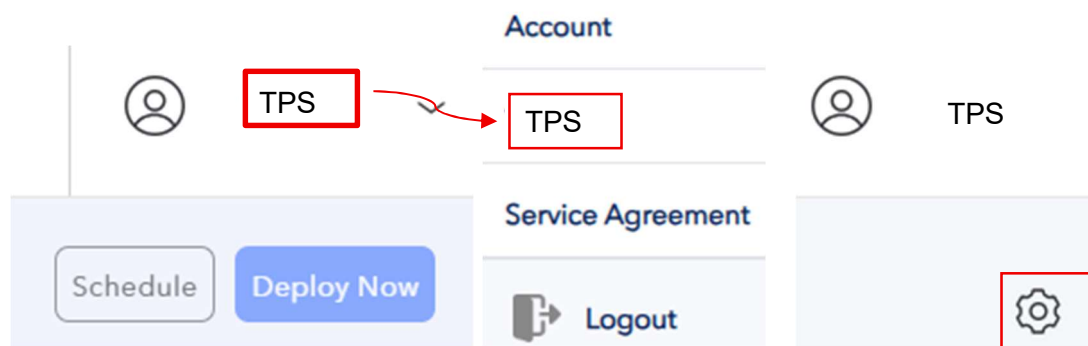 TPS
Schedule
Deploy Now
Account
TPS
Service Agreement
Logout
TPS